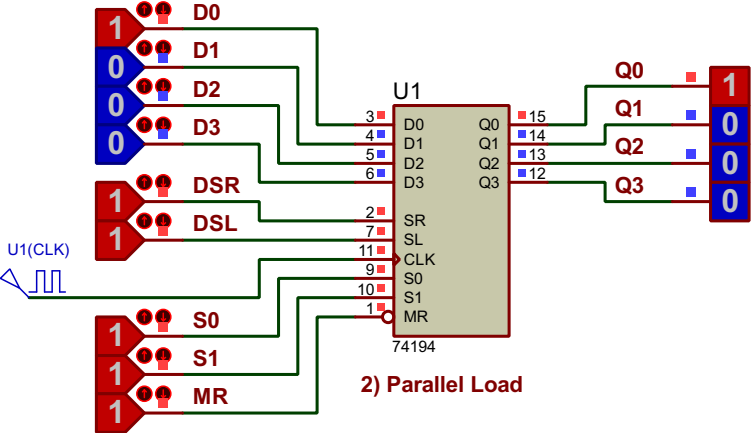 1 D0
0 D1
0 D2
0 D3
1 DSR
1 DSL
U1(CLK)
1 S0
1 S1
1 MR
U1
3 D0 Q0 15
4 D1 Q1 14
5 D2 Q2 13
6 D3 Q3 12
2 SR
7 SL
11 CLK
9 S0
10 S1
1 MR
74194
2) Parallel Load
Q0 1
Q1 0
Q2 0
Q3 0